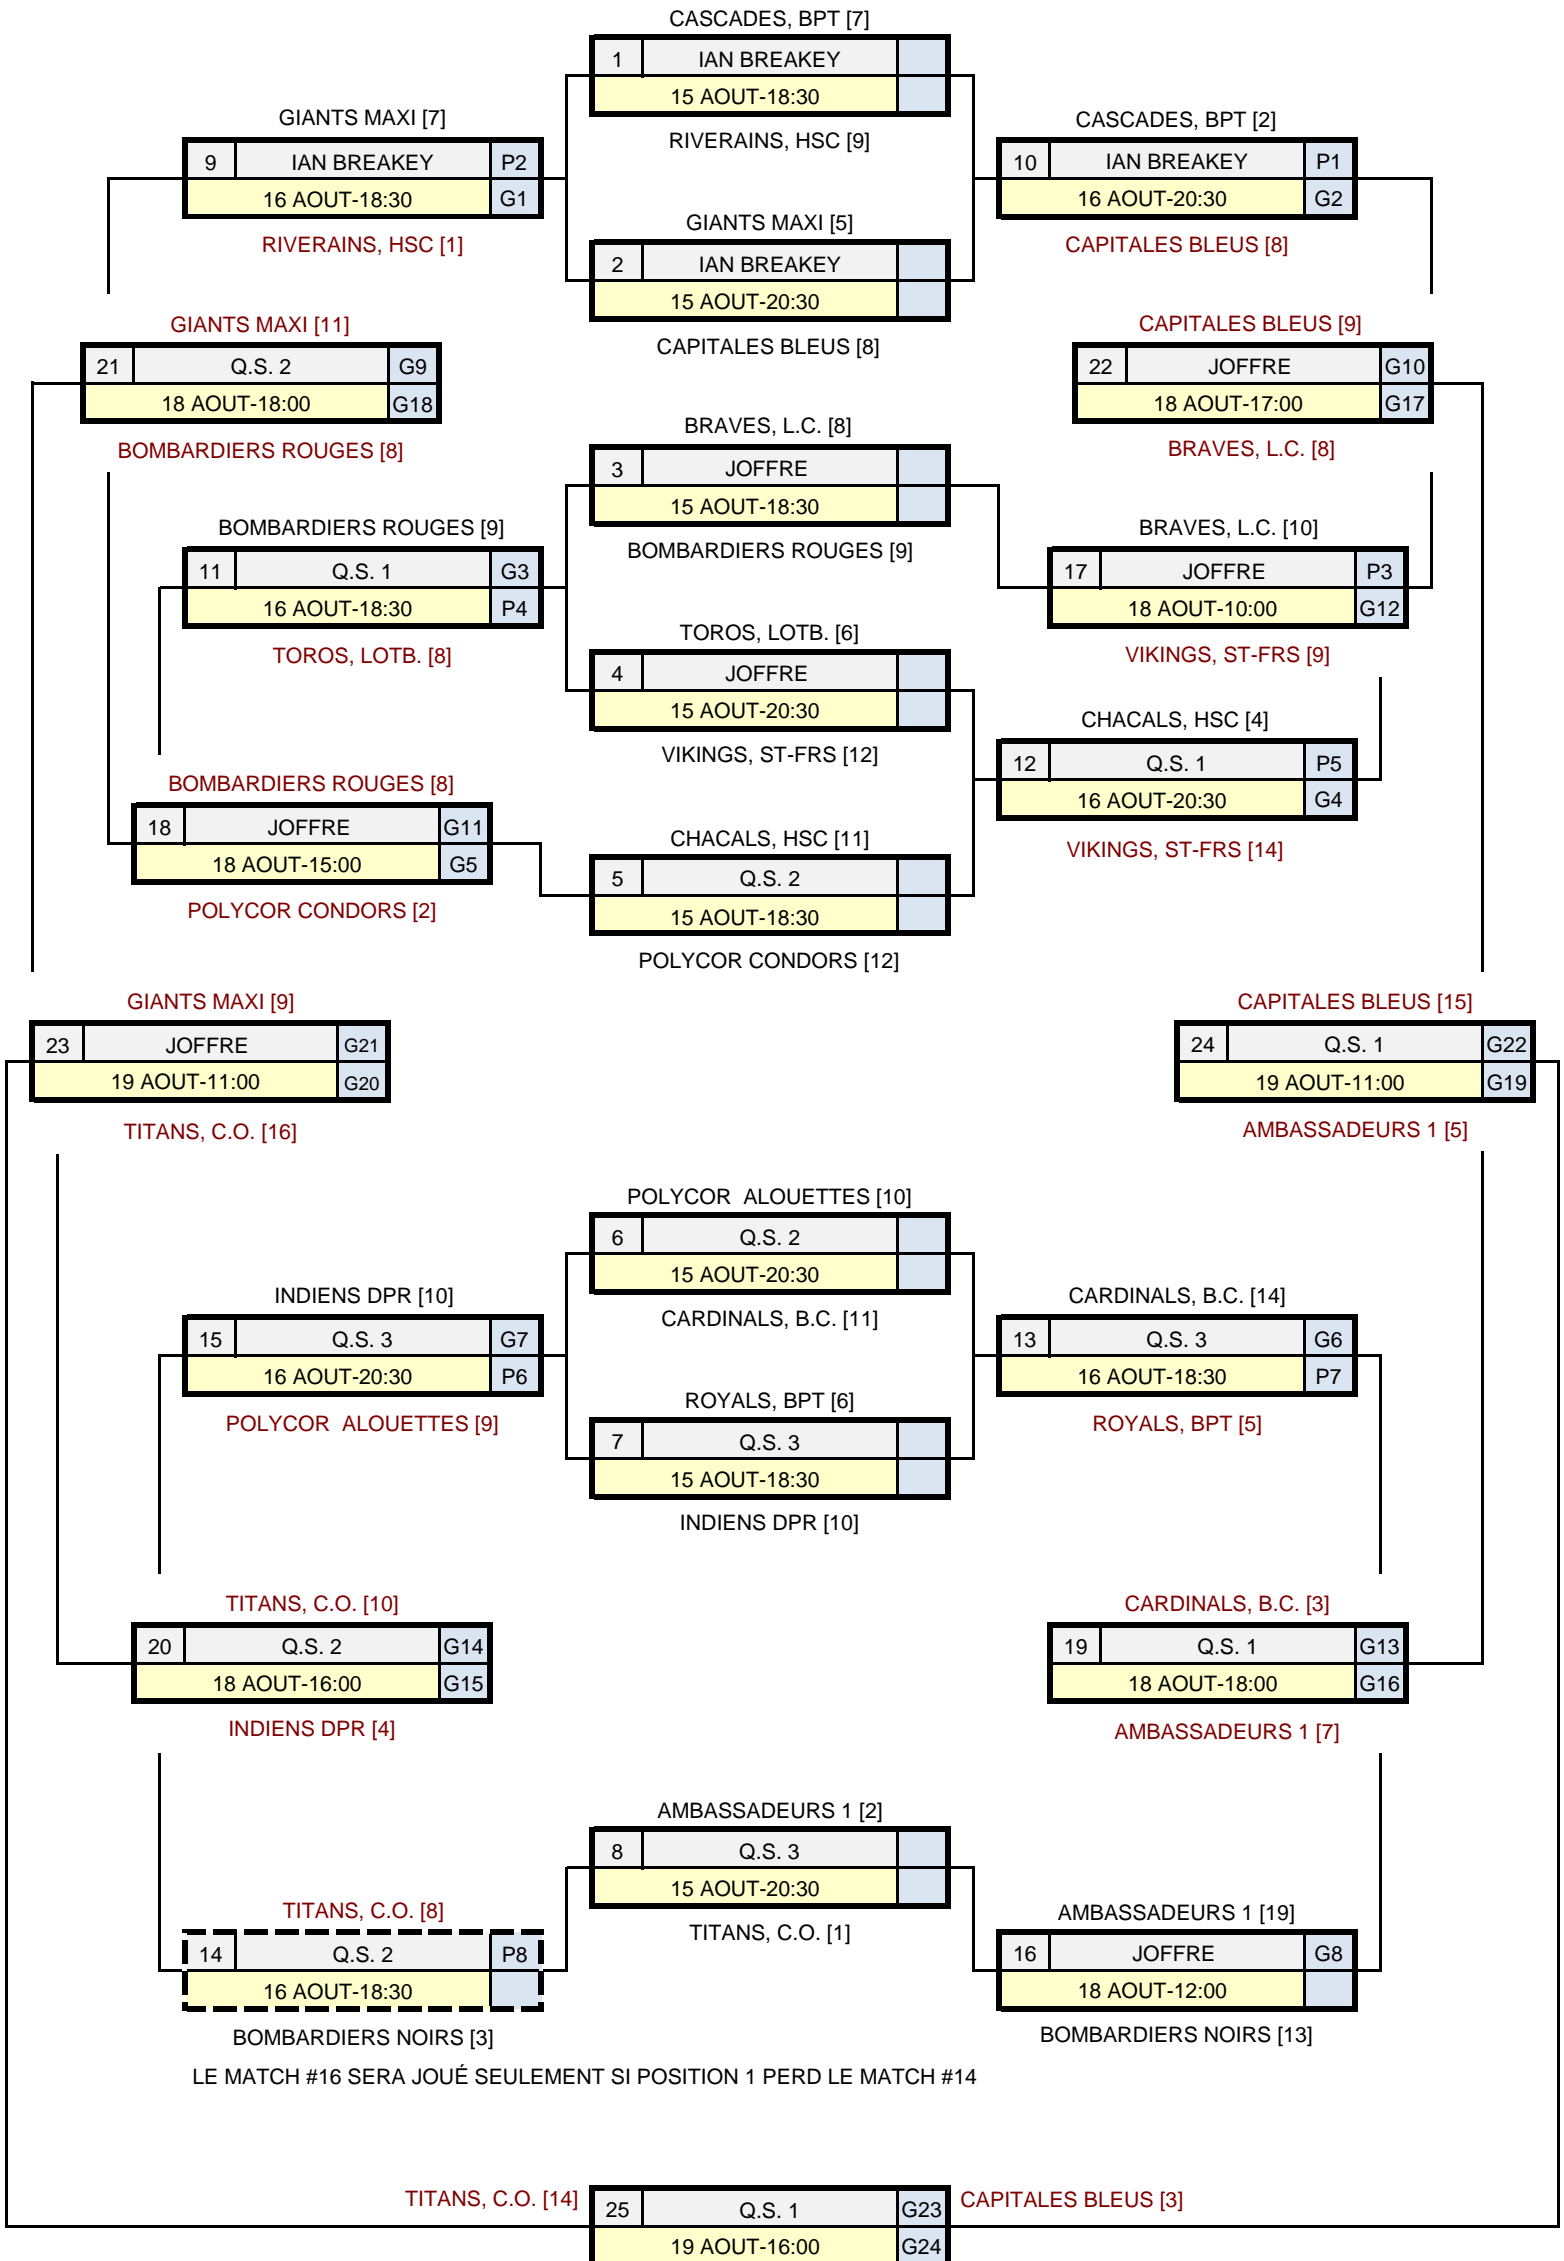 CASCADES, BPT [7]
1 IAN BREAKEY
15 AOUT-18:30
RIVERAINS, HSC [9]
GIANTS MAXI [7]
9 IAN BREAKEY P2
16 AOUT-18:30 G1
RIVERAINS, HSC [1]
CASCADES, BPT [2]
10 IAN BREAKEY P1
16 AOUT-20:30 G2
CAPITALES BLEUS [8]
GIANTS MAXI [5]
2 IAN BREAKEY
15 AOUT-20:30
CAPITALES BLEUS [8]
GIANTS MAXI [11]
21 Q.S. 2 G9
18 AOUT-18:00 G18
BOMBARDIERS ROUGES [8]
CAPITALES BLEUS [9]
22 JOFFRE G10
18 AOUT-17:00 G17
BRAVES, L.C. [8]
BRAVES, L.C. [8]
3 JOFFRE
15 AOUT-18:30
BOMBARDIERS ROUGES [9]
BOMBARDIERS ROUGES [9]
11 Q.S. 1 G3
16 AOUT-18:30 P4
TOROS, LOTB. [8]
BRAVES, L.C. [10]
17 JOFFRE P3
18 AOUT-10:00 G12
VIKINGS, ST-FRS [9]
TOROS, LOTB. [6]
4 JOFFRE
15 AOUT-20:30
VIKINGS, ST-FRS [12]
CHACALS, HSC [4]
12 Q.S. 1 P5
16 AOUT-20:30 G4
VIKINGS, ST-FRS [14]
BOMBARDIERS ROUGES [8]
18 JOFFRE G11
18 AOUT-15:00 G5
POLYCOR CONDORS [2]
CHACALS, HSC [11]
5 Q.S. 2
15 AOUT-18:30
POLYCOR CONDORS [12]
GIANTS MAXI [9]
23 JOFFRE G21
19 AOUT-11:00 G20
TITANS, C.O. [16]
CAPITALES BLEUS [15]
24 Q.S. 1 G22
19 AOUT-11:00 G19
AMBASSADEURS 1 [5]
POLYCOR ALOUETTES [10]
6 Q.S. 2
15 AOUT-20:30
CARDINALS, B.C. [11]
INDIENS DPR [10]
15 Q.S. 3 G7
16 AOUT-20:30 P6
POLYCOR ALOUETTES [9]
CARDINALS, B.C. [14]
13 Q.S. 3 G6
16 AOUT-18:30 P7
ROYALS, BPT [5]
ROYALS, BPT [6]
7 Q.S. 3
15 AOUT-18:30
INDIENS DPR [10]
TITANS, C.O. [10]
20 Q.S. 2 G14
18 AOUT-16:00 G15
INDIENS DPR [4]
CARDINALS, B.C. [3]
19 Q.S. 1 G13
18 AOUT-18:00 G16
AMBASSADEURS 1 [7]
AMBASSADEURS 1 [2]
8 Q.S. 3
15 AOUT-20:30
TITANS, C.O. [1]
TITANS, C.O. [8]
14 Q.S. 2 P8
16 AOUT-18:30
BOMBARDIERS NOIRS [3]
AMBASSADEURS 1 [19]
16 JOFFRE G8
18 AOUT-12:00
BOMBARDIERS NOIRS [13]
LE MATCH #16 SERA JOUÉ SEULEMENT SI POSITION 1 PERD LE MATCH #14
TITANS, C.O. [14] 25 Q.S. 1 G23 CAPITALES BLEUS [3]
19 AOUT-16:00 G24